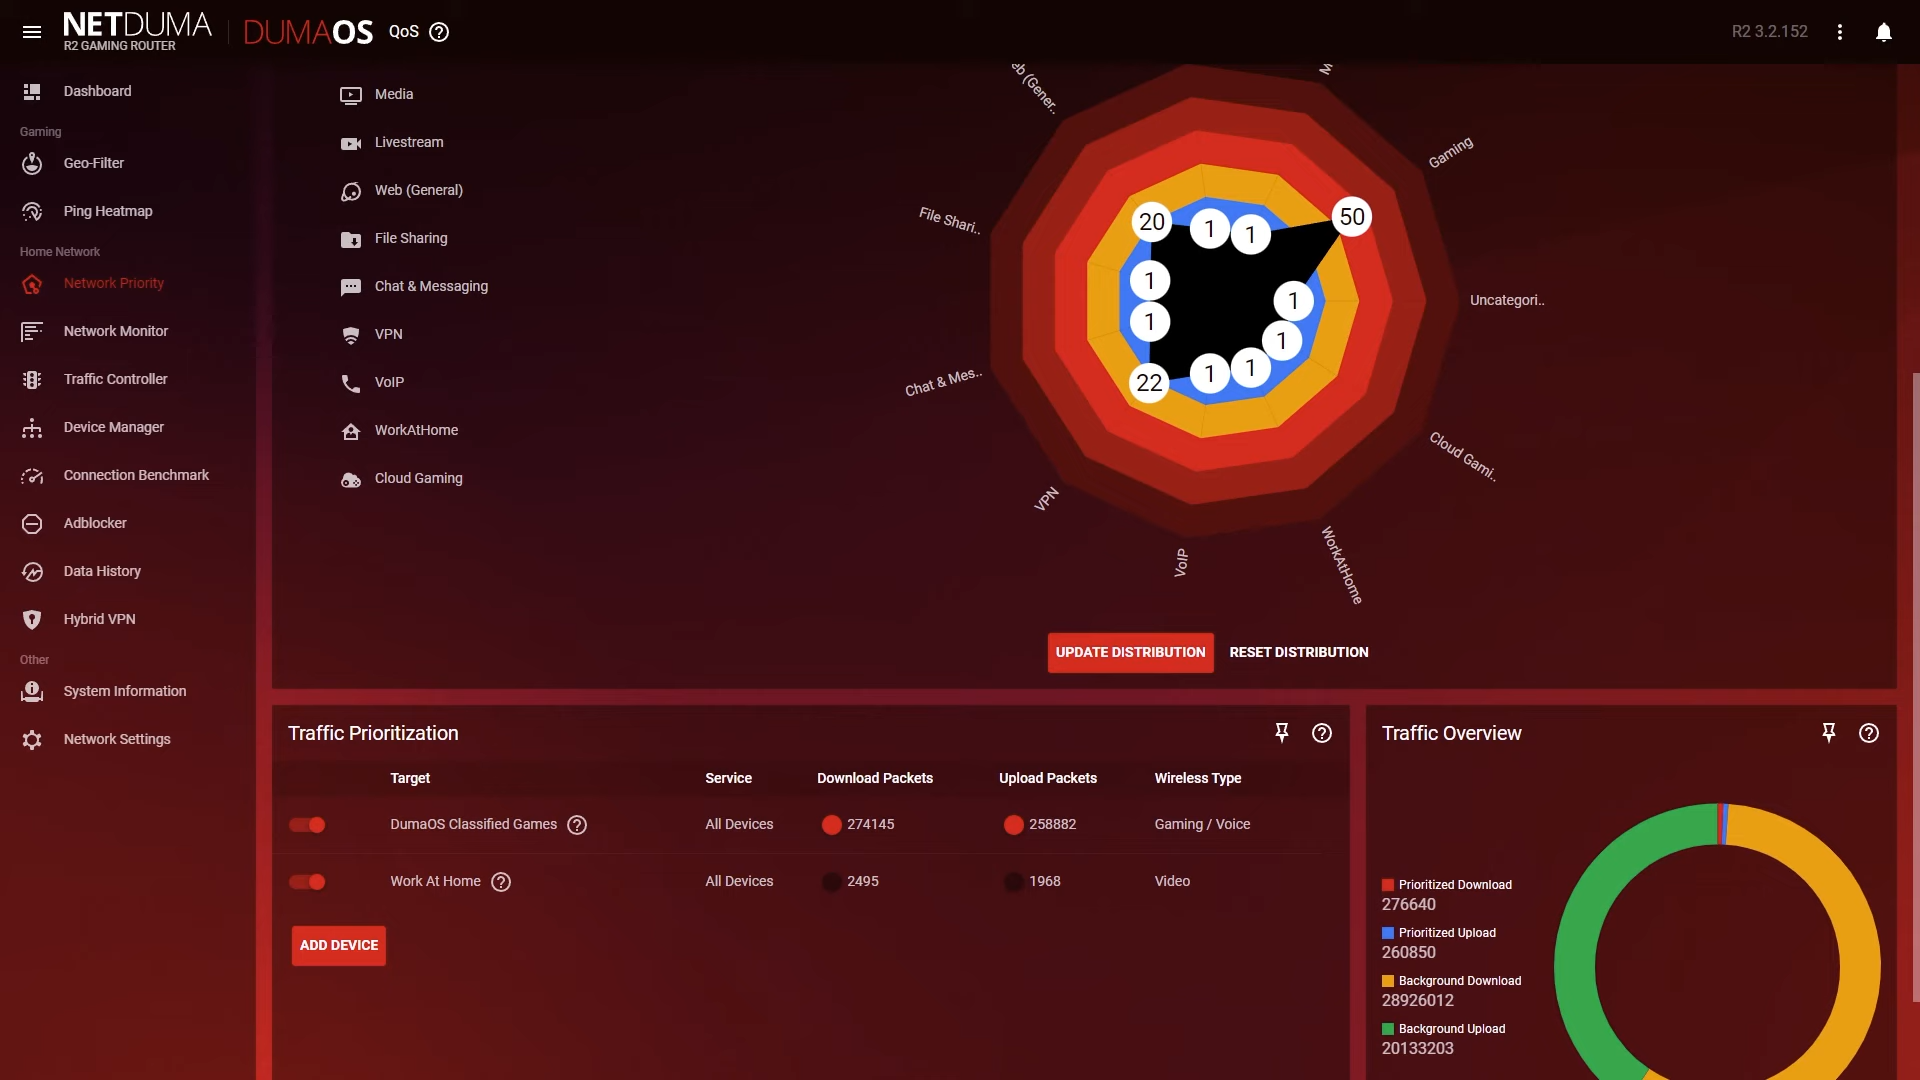 NETDUMA
R2 GAMING ROUTER
DUMAOS
QoS
R2 3.2.152
Dashboard
Gaming
Geo-Filter
Ping Heatmap
Home Network
Network Priority
Network Monitor
Traffic Controller
Device Manager
Connection Benchmark
Adblocker
Data History
Hybrid VPN
Other
System Information
Network Settings
Media
Livestream
Web (General)
File Sharing
Chat & Messaging
VPN
VoIP
WorkAtHome
Cloud Gaming
eb (Gener..
M
Gaming
File Shari..
Uncategori..
Chat & Mes..
Cloud Gami..
VPN
VoIP
WorkAtHome
20
1
1
50
1
1
1
1
22
1
1
UPDATE DISTRIBUTION
RESET DISTRIBUTION
Traffic Prioritization
Target Service Download Packets Upload Packets Wireless Type
DumaOS Classified Games All Devices 274145 258882 Gaming / Voice
Work At Home All Devices 2495 1968 Video
ADD DEVICE
Traffic Overview
Prioritized Download
276640
Prioritized Upload
260850
Background Download
28926012
Background Upload
20133203